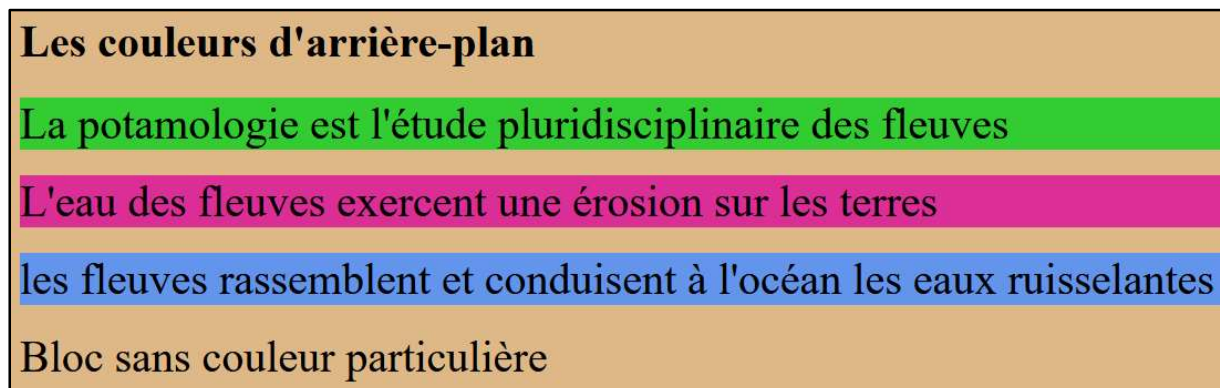 Les couleurs d'arrière-plan
La potamologie est l'étude pluridisciplinaire des fleuves
L'eau des fleuves exercent une érosion sur les terres
les fleuves rassemblent et conduisent à l'océan les eaux ruisselantes
Bloc sans couleur particulière